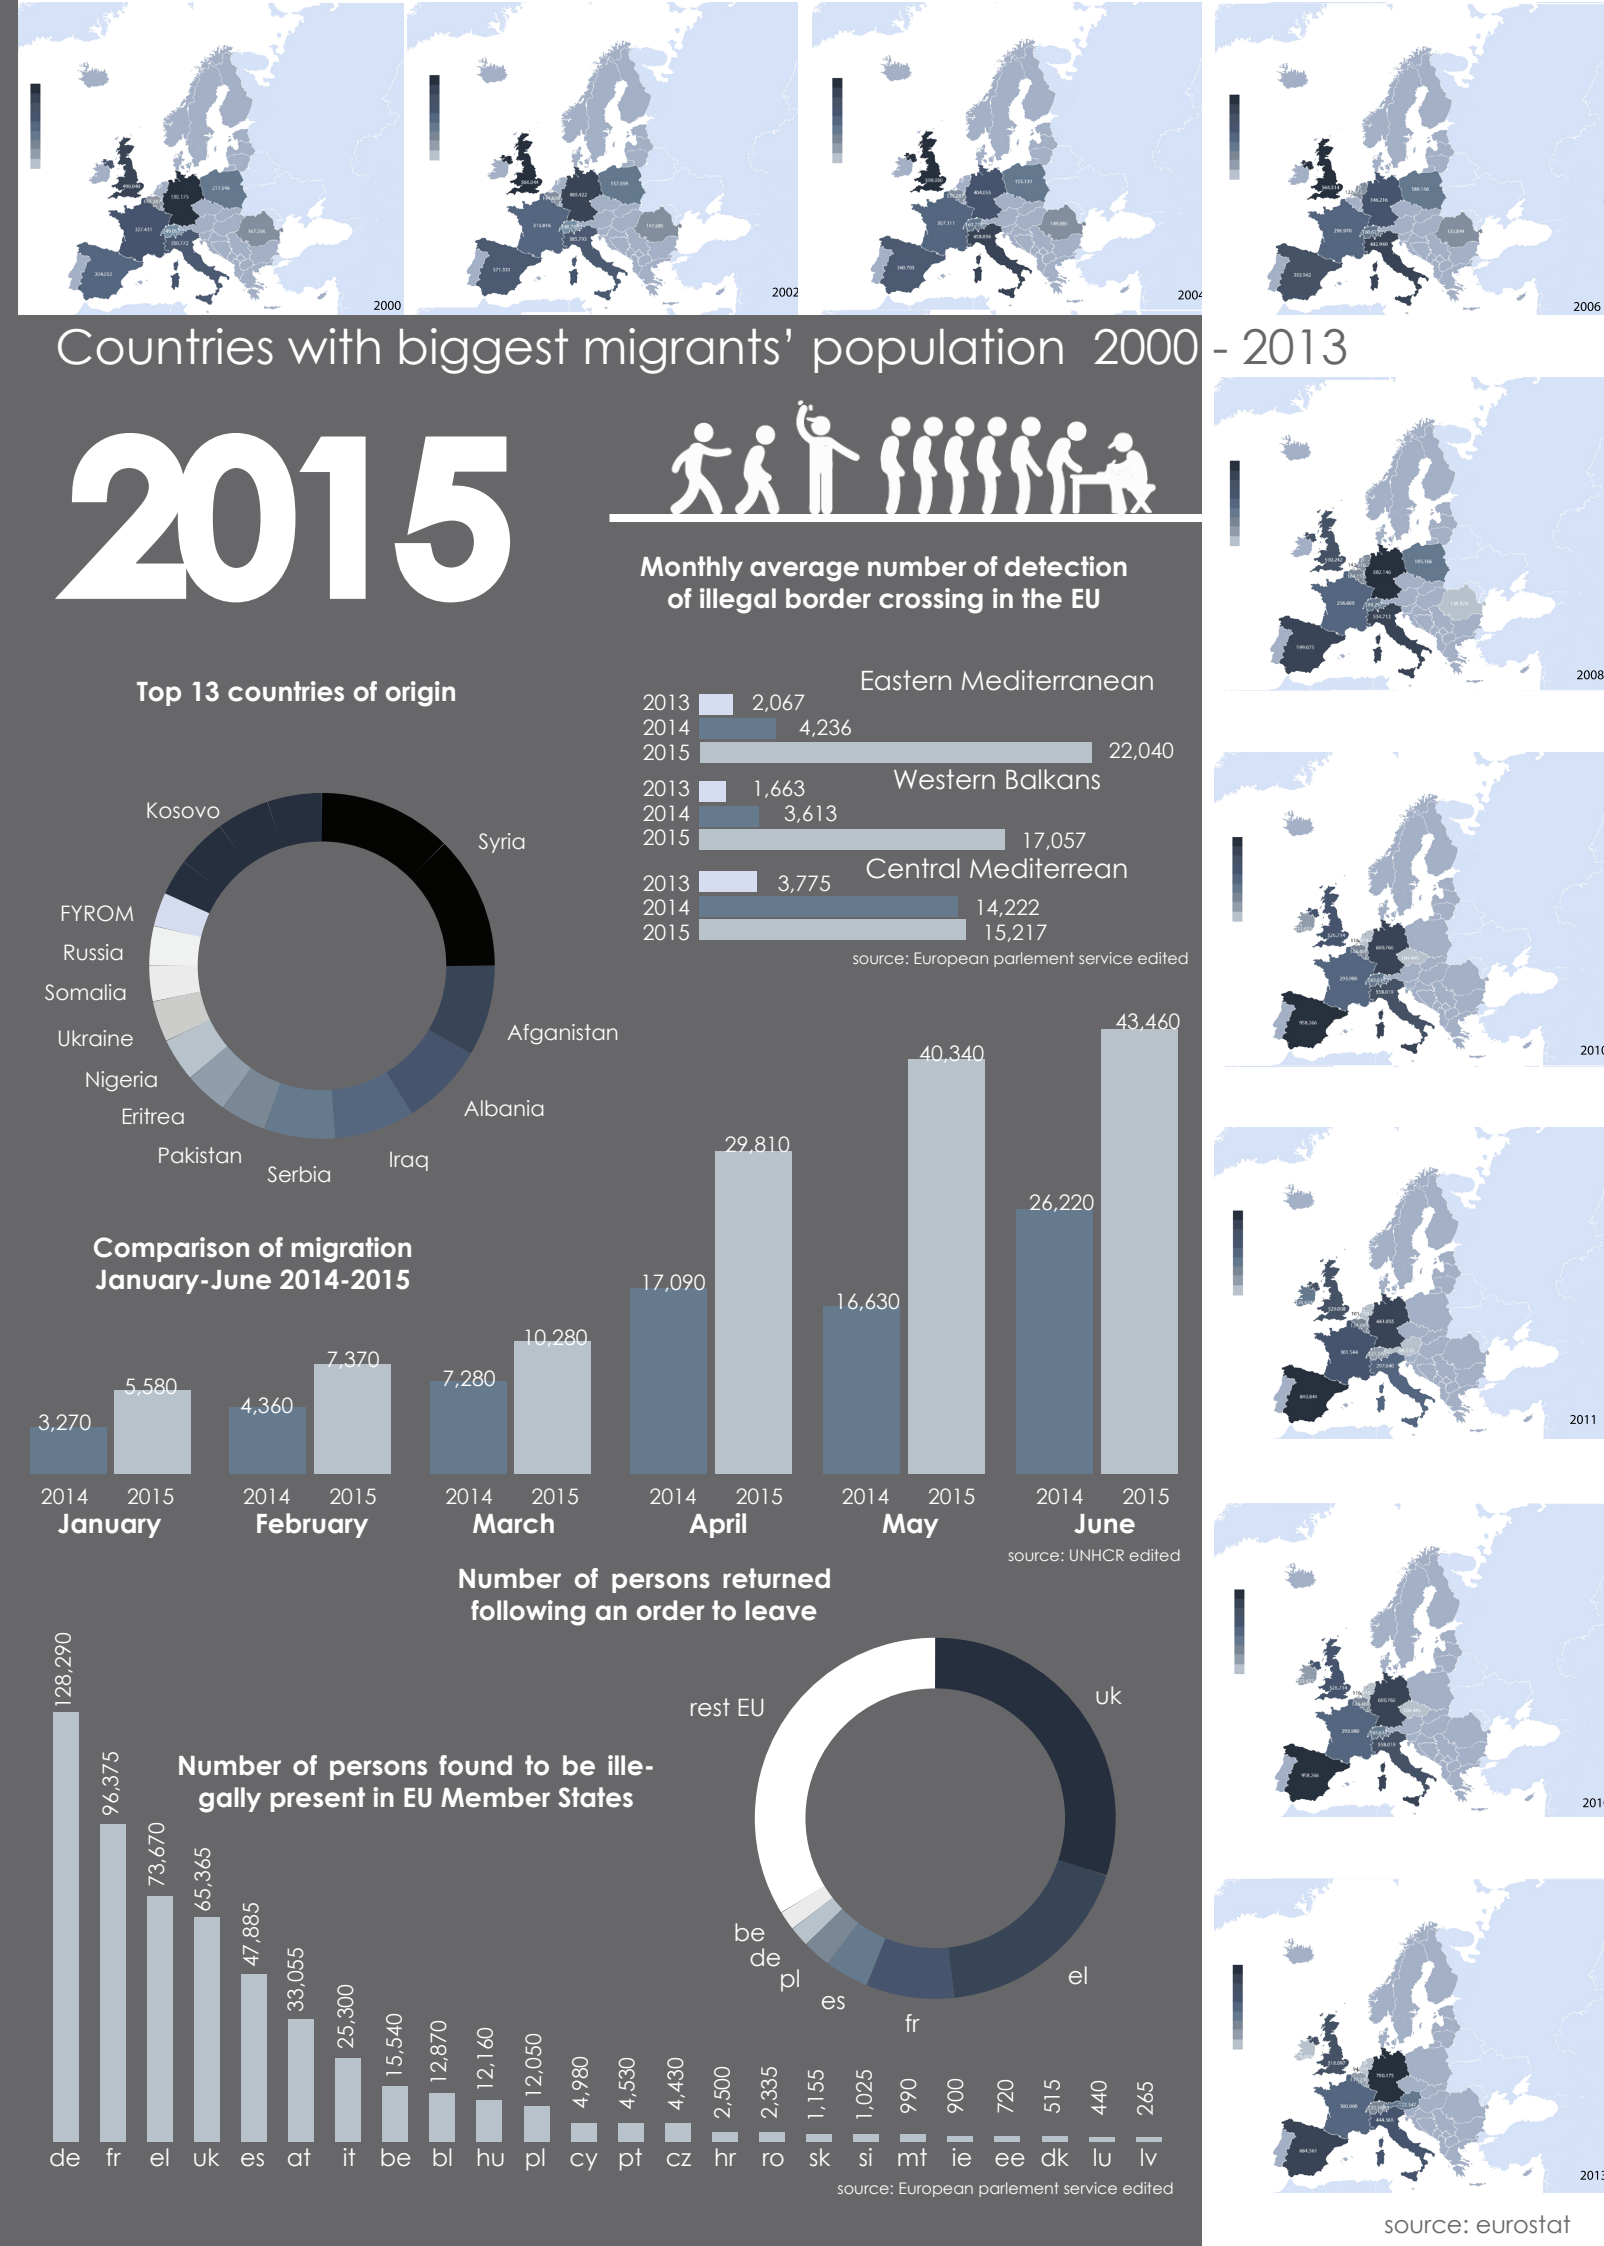 2000
2002
2004
2006
Countries with biggest migrants' population 2000 - 2013
2015
Monthly average number of detection
of illegal border crossing in the EU
Eastern Mediterranean
2013 2,067
2014 4,236
2015 22,040
Western Balkans
2013 1,663
2014 3,613
2015 17,057
Central Mediterrean
2013 3,775
2014 14,222
2015 15,217
source: European parlement service edited
Top 13 countries of origin
Kosovo
Syria
FYROM
Russia
Somalia
Ukraine
Nigeria
Eritrea
Pakistan
Serbia
Iraq
Albania
Afganistan
Comparison of migration
January-June 2014-2015
3,270
5,580
4,360
7,370
7,280
10,280
17,090
29,810
16,630
40,340
26,220
43,460
2014 2015 2014 2015 2014 2015 2014 2015 2014 2015 2014 2015
January February March April May June
source: UNHCR edited
Number of persons returned
following an order to leave
rest EU
uk
be
de
pl
es
fr
el
Number of persons found to be ille-
gally present in EU Member States
128,290
96,375
73,670
65,365
47,885
33,055
25,300
15,540
12,870
12,160
12,050
4,980
4,530
4,430
2,500
2,335
1,155
1,025
990
900
720
515
440
265
de fr el uk es at it be bl hu pl cy pt cz hr ro sk si mt ie ee dk lu lv
source: European parlement service edited
2008
2010
2011
201
2013
source: eurostat